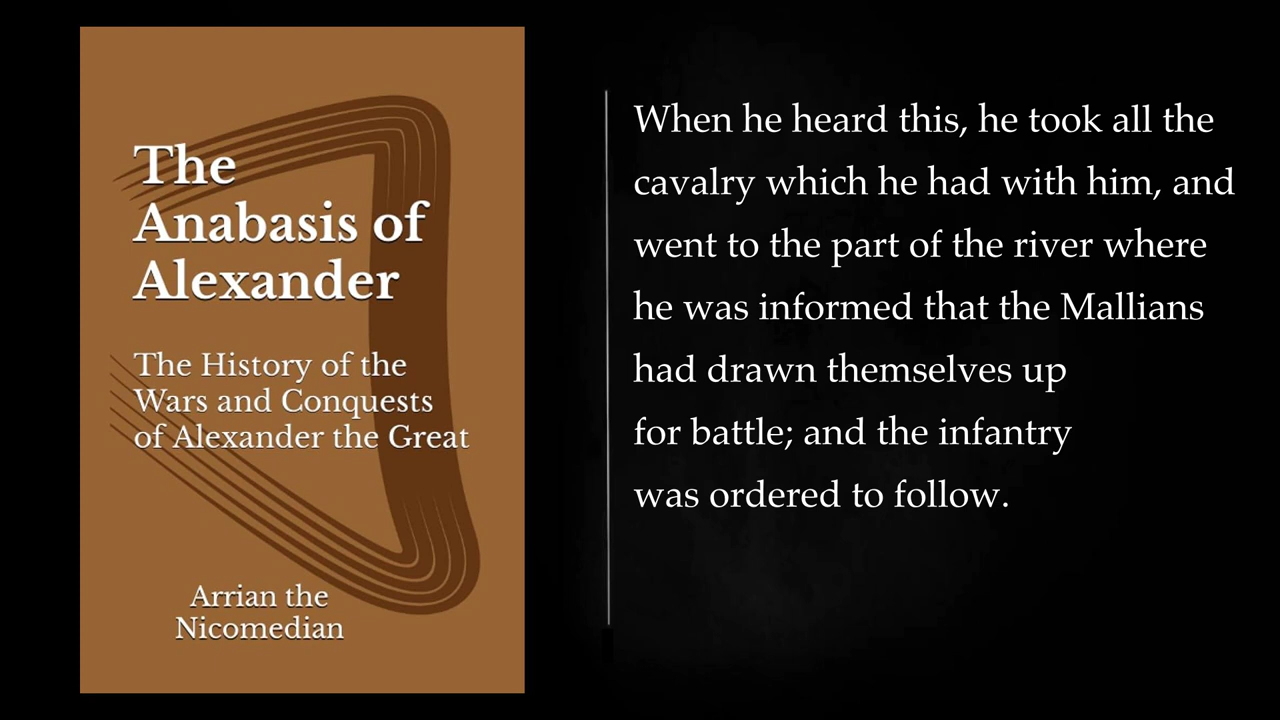 The
Anabasis of
Alexander
The History of the
Wars and Conquests
of Alexander the Great
Arrian the
Nicomedian
When he heard this, he took all the
cavalry which he had with him, and
went to the part of the river where
he was informed that the Mallians
had drawn themselves up
for battle; and the infantry
was ordered to follow.